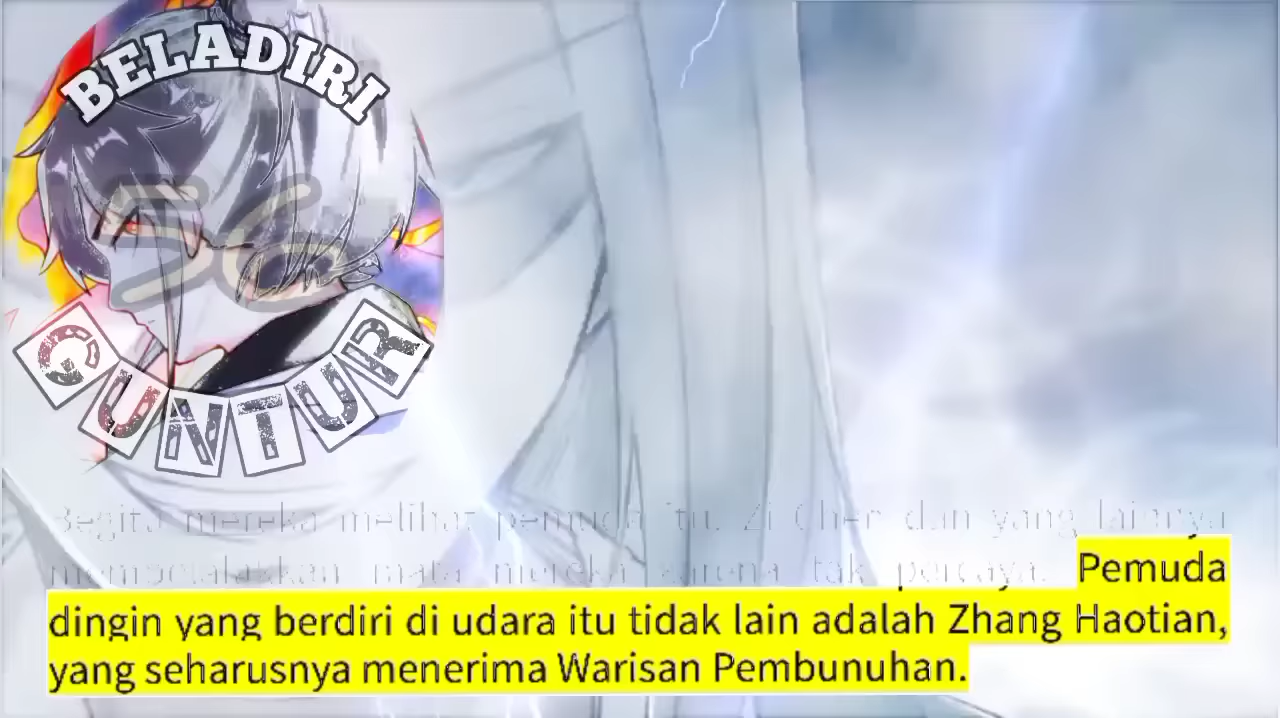 BELADIRI
56
GUNTUR
Begitu mereka melihat pemuda itu, Zi Chen dan yang lainnya
membelalakkan mata mereka karena tak percaya. Pemuda
dingin yang berdiri di udara itu tidak lain adalah Zhang Haotian,
yang seharusnya menerima Warisan Pembunuhan.